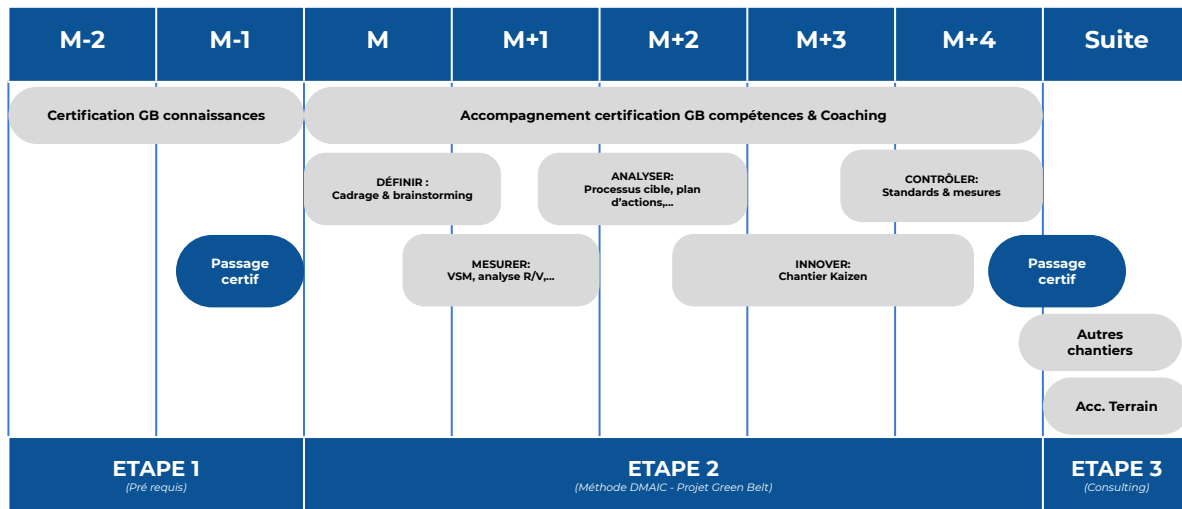 M-2
M-1
M
M+1
M+2
M+3
M+4
Suite
Certification GB connaissances
Accompagnement certification GB compétences & Coaching
DÉFINIR :
Cadrage & brainstorming
ANALYSER:
Processus cible, plan
d'actions,...
CONTRÔLER:
Standards & mesures
Passage
certif
MESURER:
VSM, analyse R/V,...
INNOVER:
Chantier Kaizen
Passage
certif
Autres
chantiers
Acc. Terrain
ETAPE 1
(Pré requis)
ETAPE 2
(Méthode DMAIC - Projet Green Belt)
ETAPE 3
(Consulting)